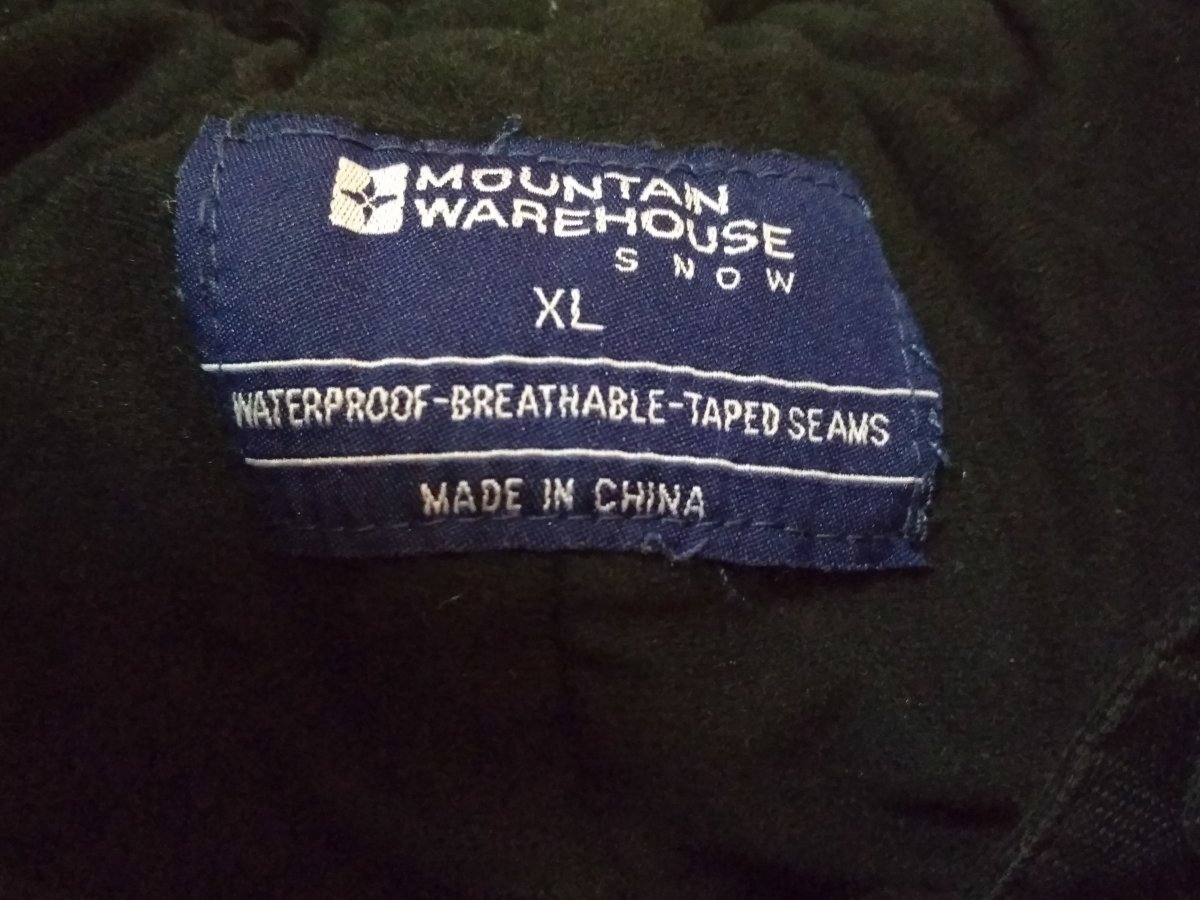 MOUNTAIN
WAREHOUSE
SNOW
XL
WATERPROOF-BREATHABLE-TAPED SEAMS
MADE IN CHINA